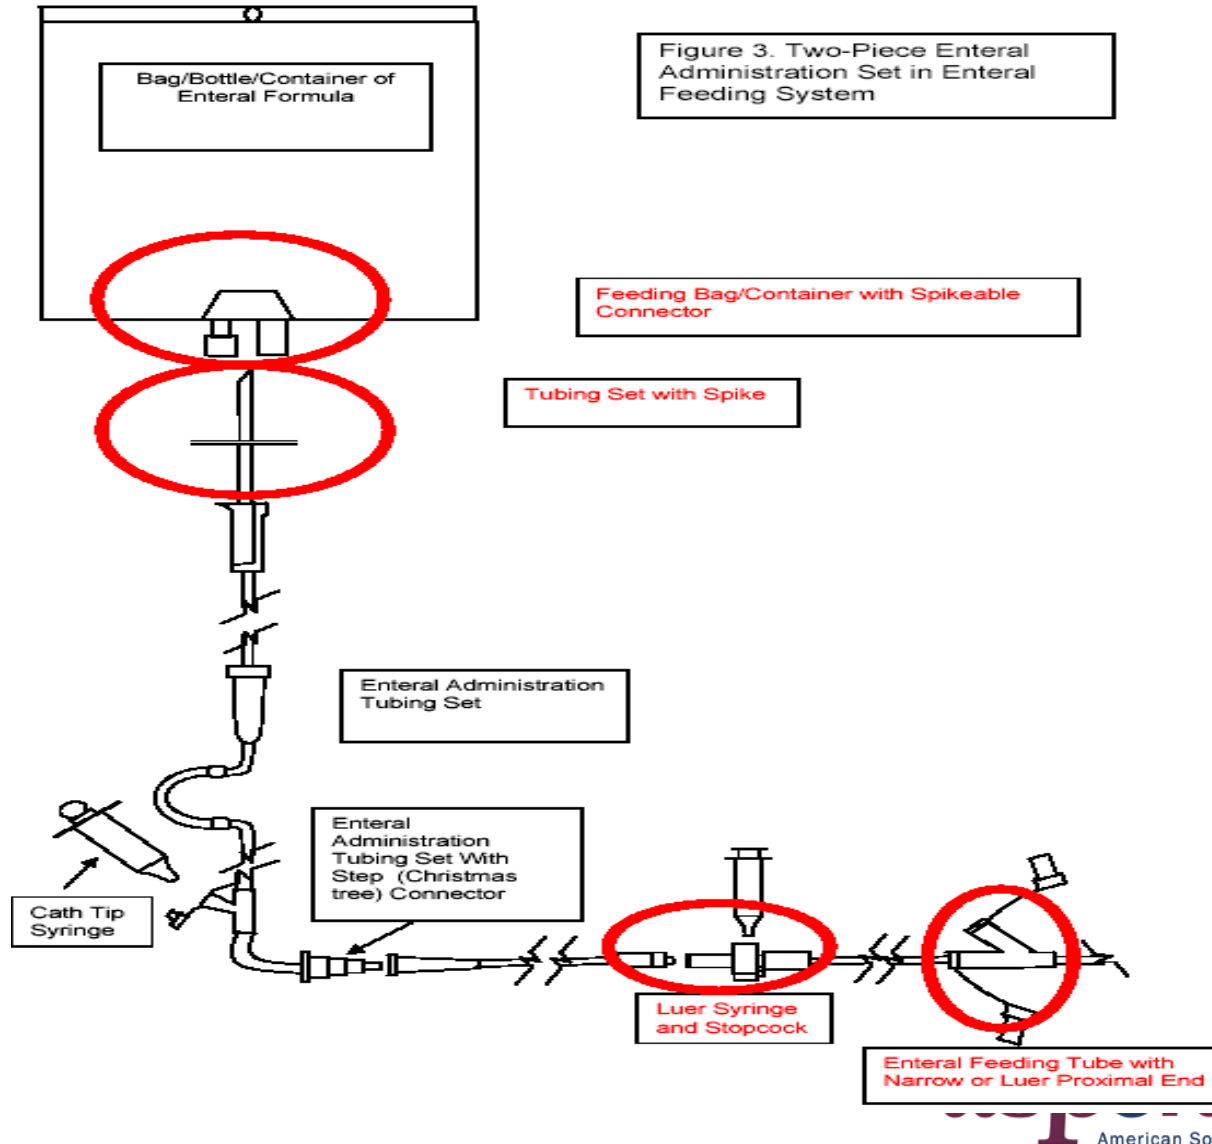 Bag/Bottle/Container of
Enteral Formula
Figure 3. Two-Piece Enteral
Administration Set in Enteral
Feeding System
Feeding Bag/Container with Spikeable
Connector
Tubing Set with Spike
Enteral Administration
Tubing Set
Enteral
Administration
Tubing Set With
Step (Christmas
tree) Connector
Cath Tip
Syringe
Luer Syringe
and Stopcock
Enteral Feeding Tube with
Narrow or Luer Proximal End
American So